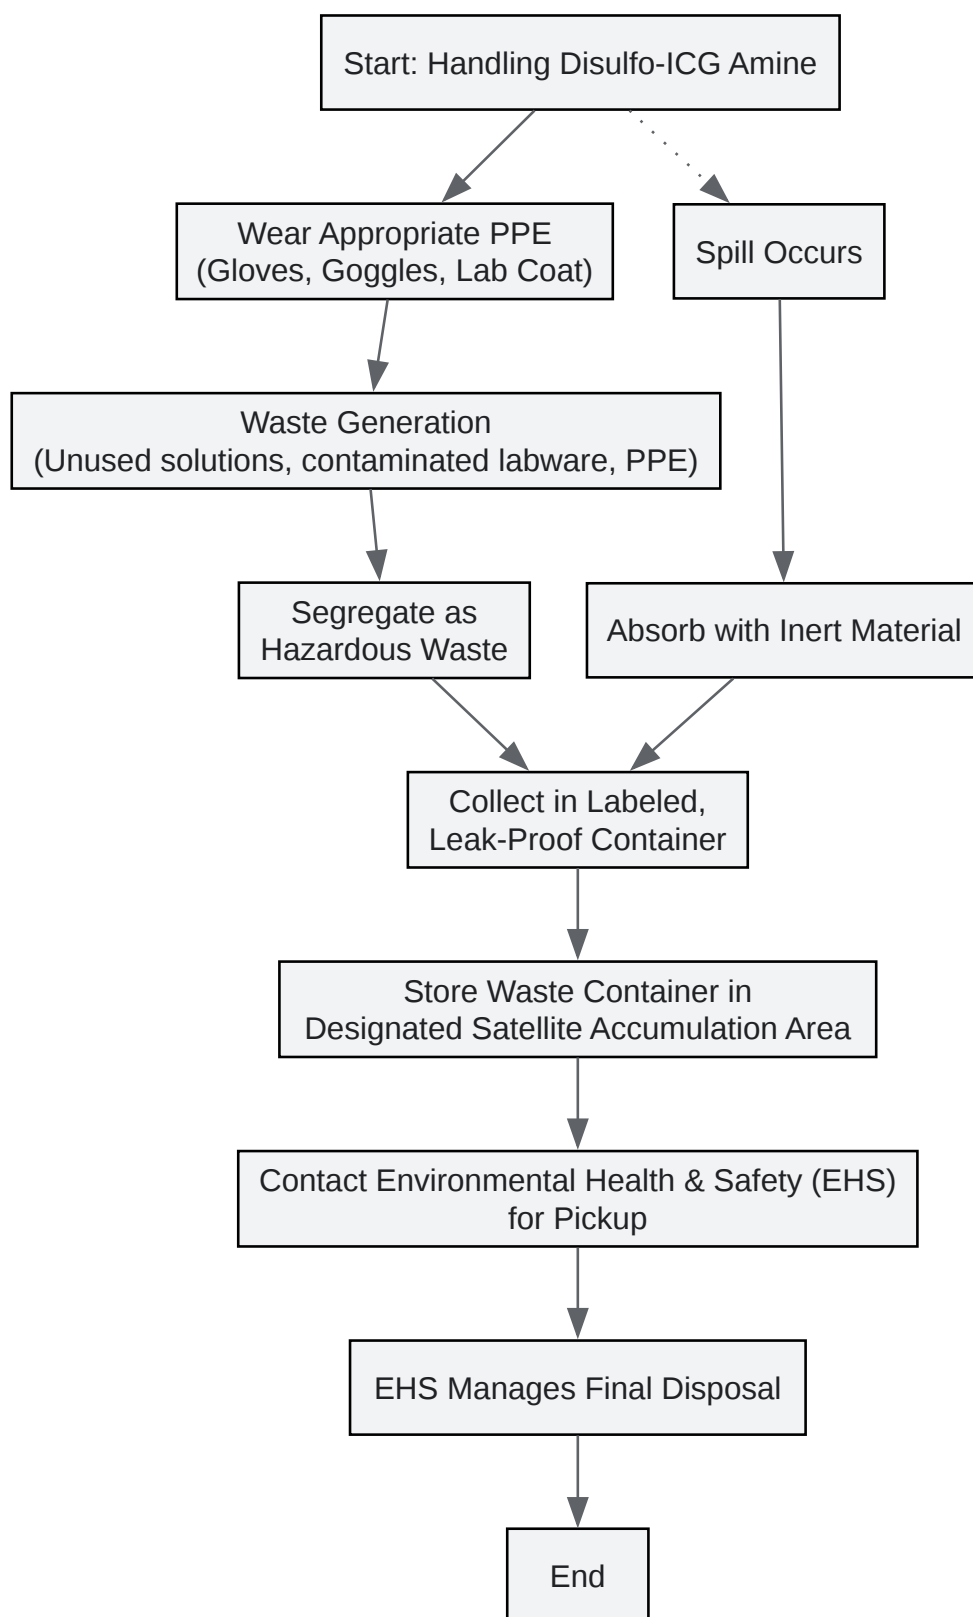 Start: Handling Disulfo-ICG Amine
Wear Appropriate PPE
(Gloves, Goggles, Lab Coat)
Spill Occurs
Waste Generation
(Unused solutions, contaminated labware, PPE)
Segregate as
Hazardous Waste
Absorb with Inert Material
Collect in Labeled,
Leak-Proof Container
Store Waste Container in
Designated Satellite Accumulation Area
Contact Environmental Health & Safety (EHS)
for Pickup
EHS Manages Final Disposal
End